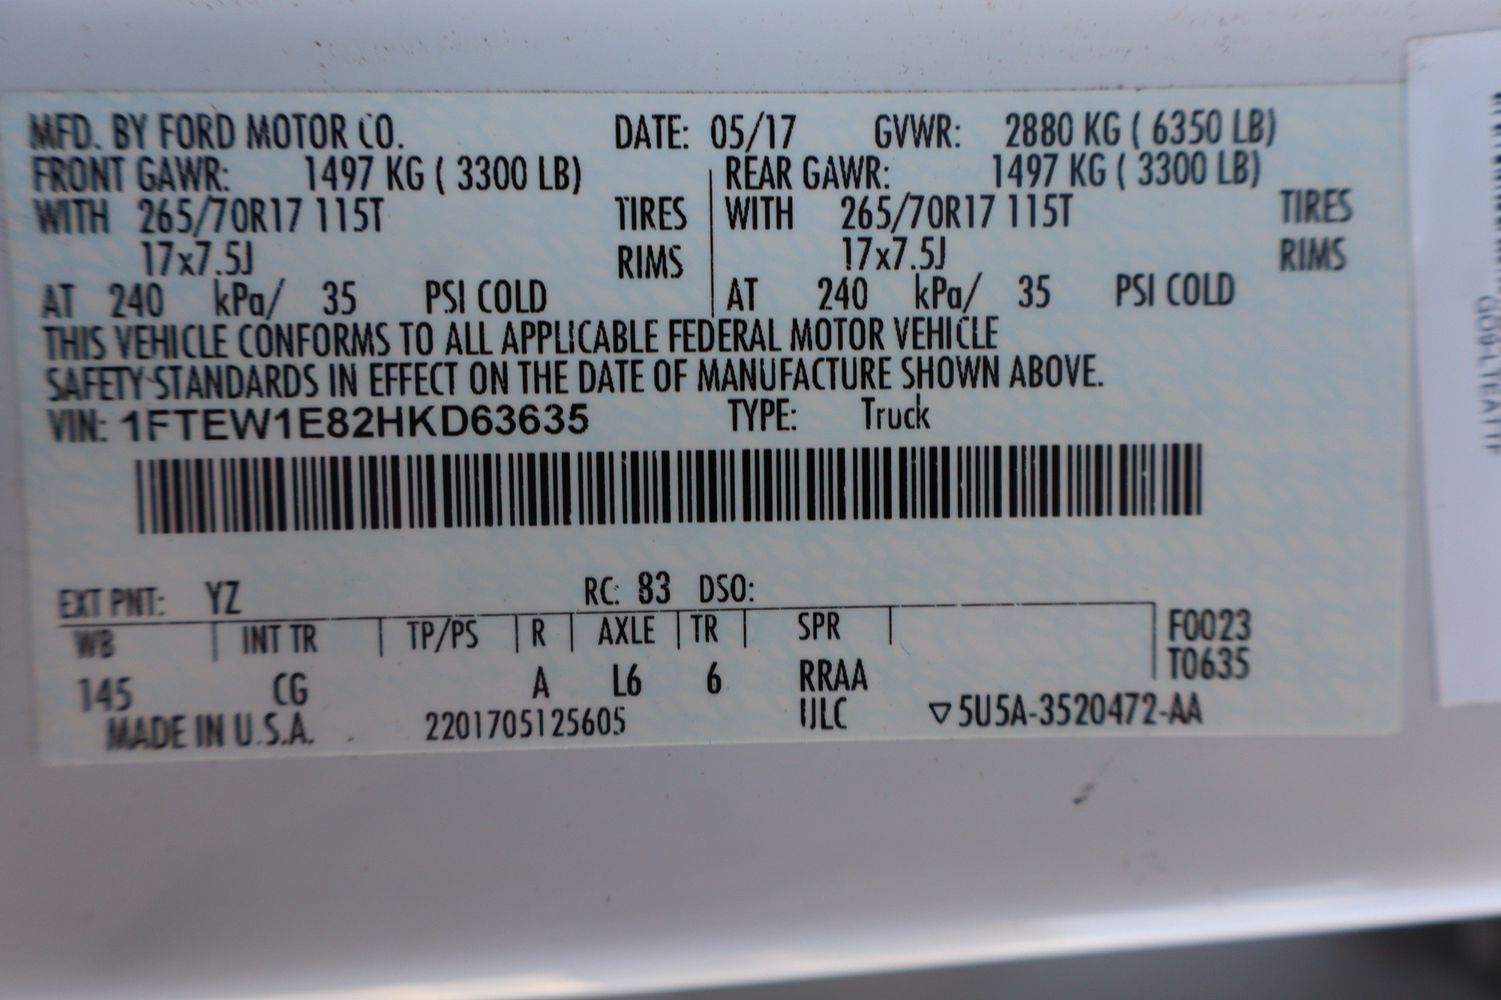 MFD. BY FORD MOTOR CO. DATE: 05/17 GVWR: 2880 KG ( 6350 LB)
FRONT GAWR: 1497 KG ( 3300 LB) REAR GAWR: 1497 KG ( 3300 LB)
WITH 265/70R17 115T TIRES WITH 265/70R17 115T TIRES
17x7.5J RIMS 17x7.5J RIMS
AT 240 kPa/ 35 PSI COLD AT 240 kPa/ 35 PSI COLD
THIS VEHICLE CONFORMS TO ALL APPLICABLE FEDERAL MOTOR VEHICLE
SAFETY STANDARDS IN EFFECT ON THE DATE OF MANUFACTURE SHOWN ABOVE.
VIN: 1FTEW1E82HKD63635 TYPE: Truck
EXT PNT: YZ RC: 83 DSO:
WB INT TR TP/PS R AXLE TR SPR F0023
T0635
145 CG A L6 6 RRAA
MADE IN U.S.A. 2201705125605 ULC ▽5U5A-3520472-AA